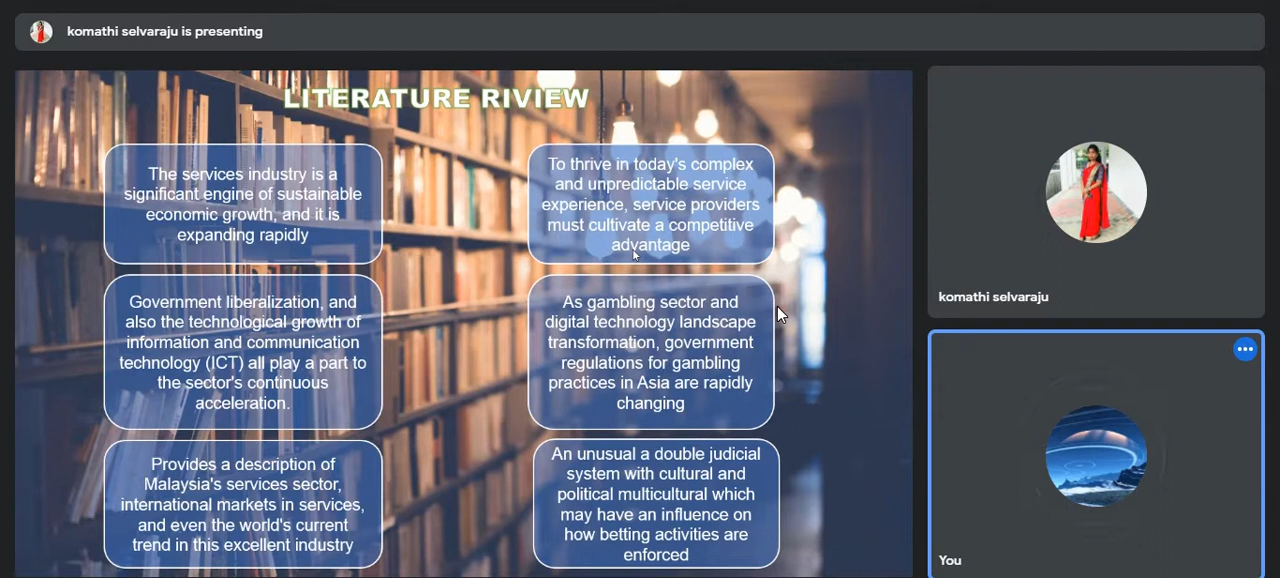 komathi selvaraju is presenting
LITERATURE RIVIEW
The services industry is a
significant engine of sustainable
economic growth, and it is
expanding rapidly
Government liberalization, and
also the technological growth of
information and communication
technology (ICT) all play a part to
the sector's continuous
acceleration.
Provides a description of
Malaysia's services sector,
international markets in services,
and even the world's current
trend in this excellent industry
To thrive in today's complex
and unpredictable service
experience, service providers
must cultivate a competitive
advantage
As gambling sector and
digital technology landscape
transformation, government
regulations for gambling
practices in Asia are rapidly
changing
An unusual a double judicial
system with cultural and
political multicultural which
may have an influence on
how betting activities are
enforced
komathi selvaraju
You